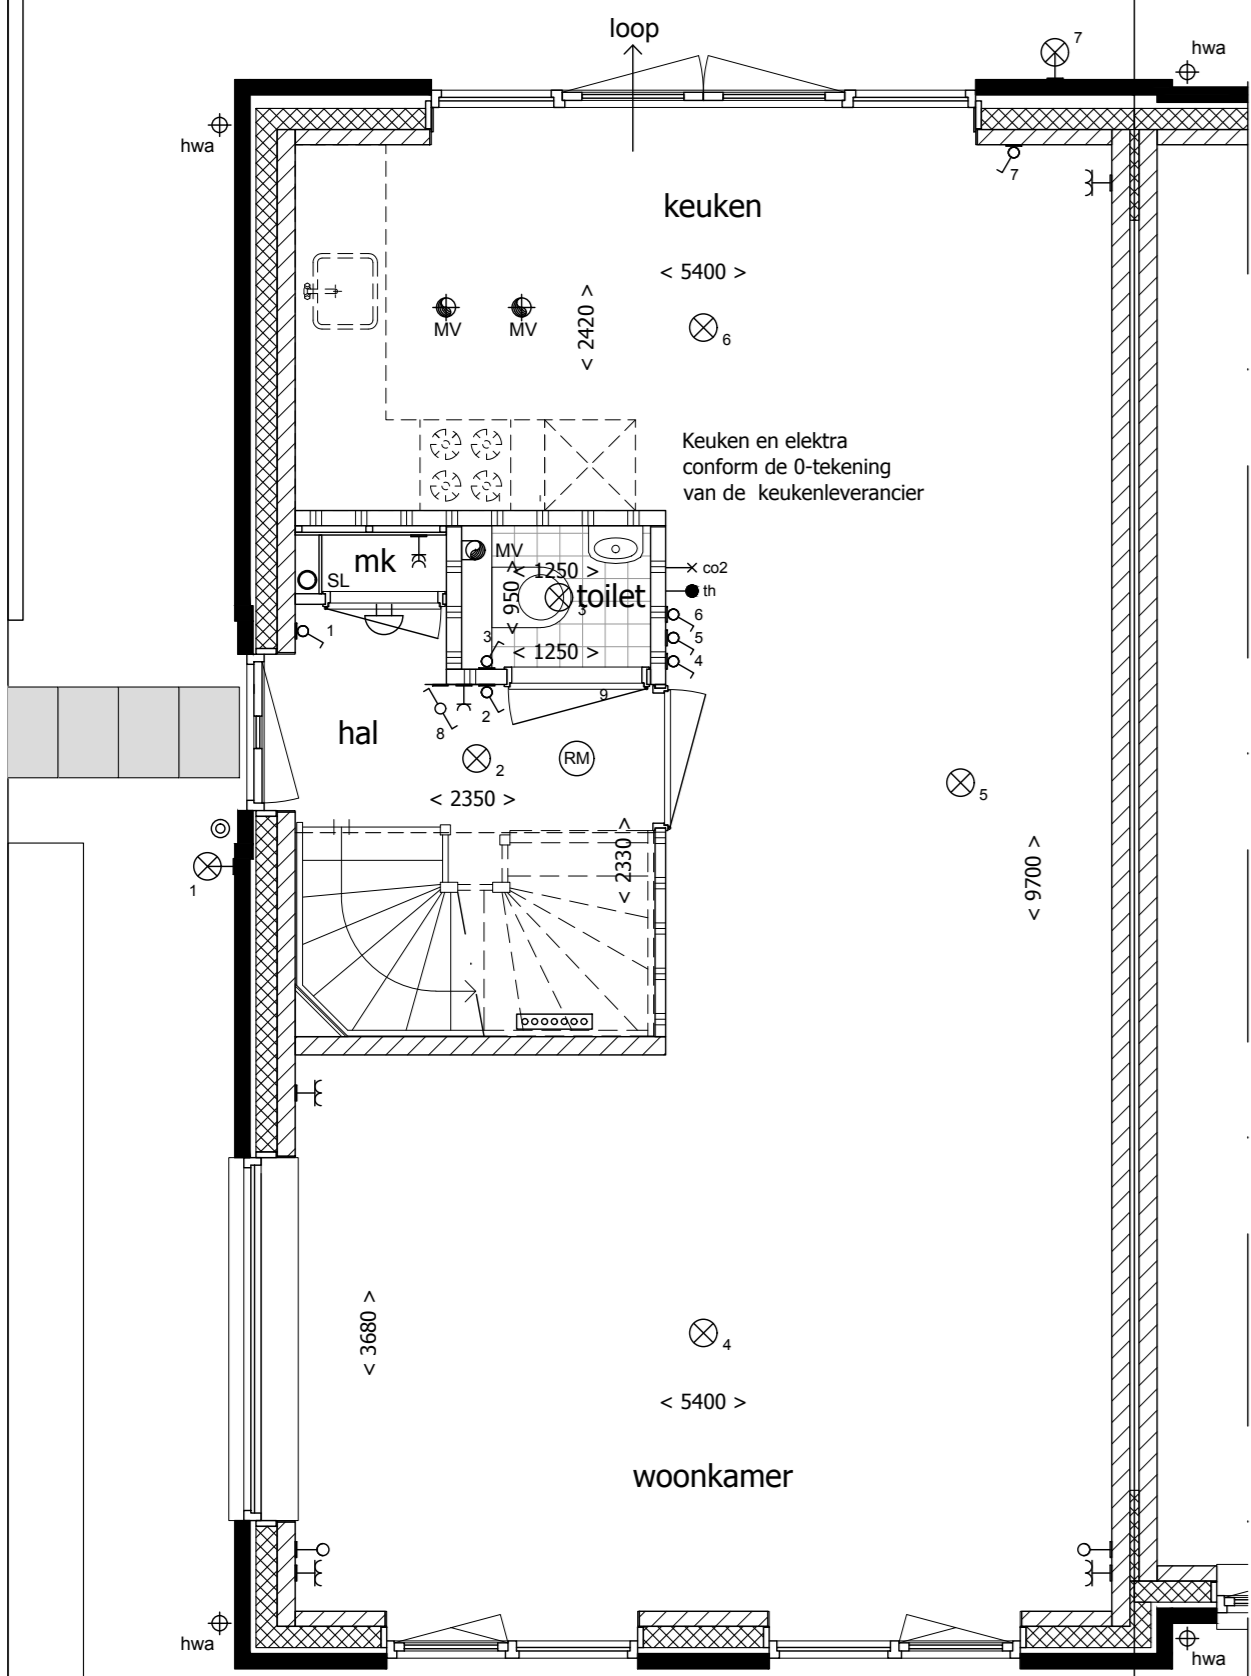 loop
7
hwa
hwa
7
keuken
< 5400 >
< 2420 >
MV
MV
6
Keuken en elektra
conform de 0-tekening
van de keukenleverancier
mk
SL
MV
< 1250 >
< 950 >
toilet
3
co2
th
6
5
4
1
3
< 1250 >
9
2
8
hal
2
RM
< 2350 >
5
< 2330 >
1
< 9700 >
< 3680 >
4
< 5400 >
woonkamer
hwa
hwa